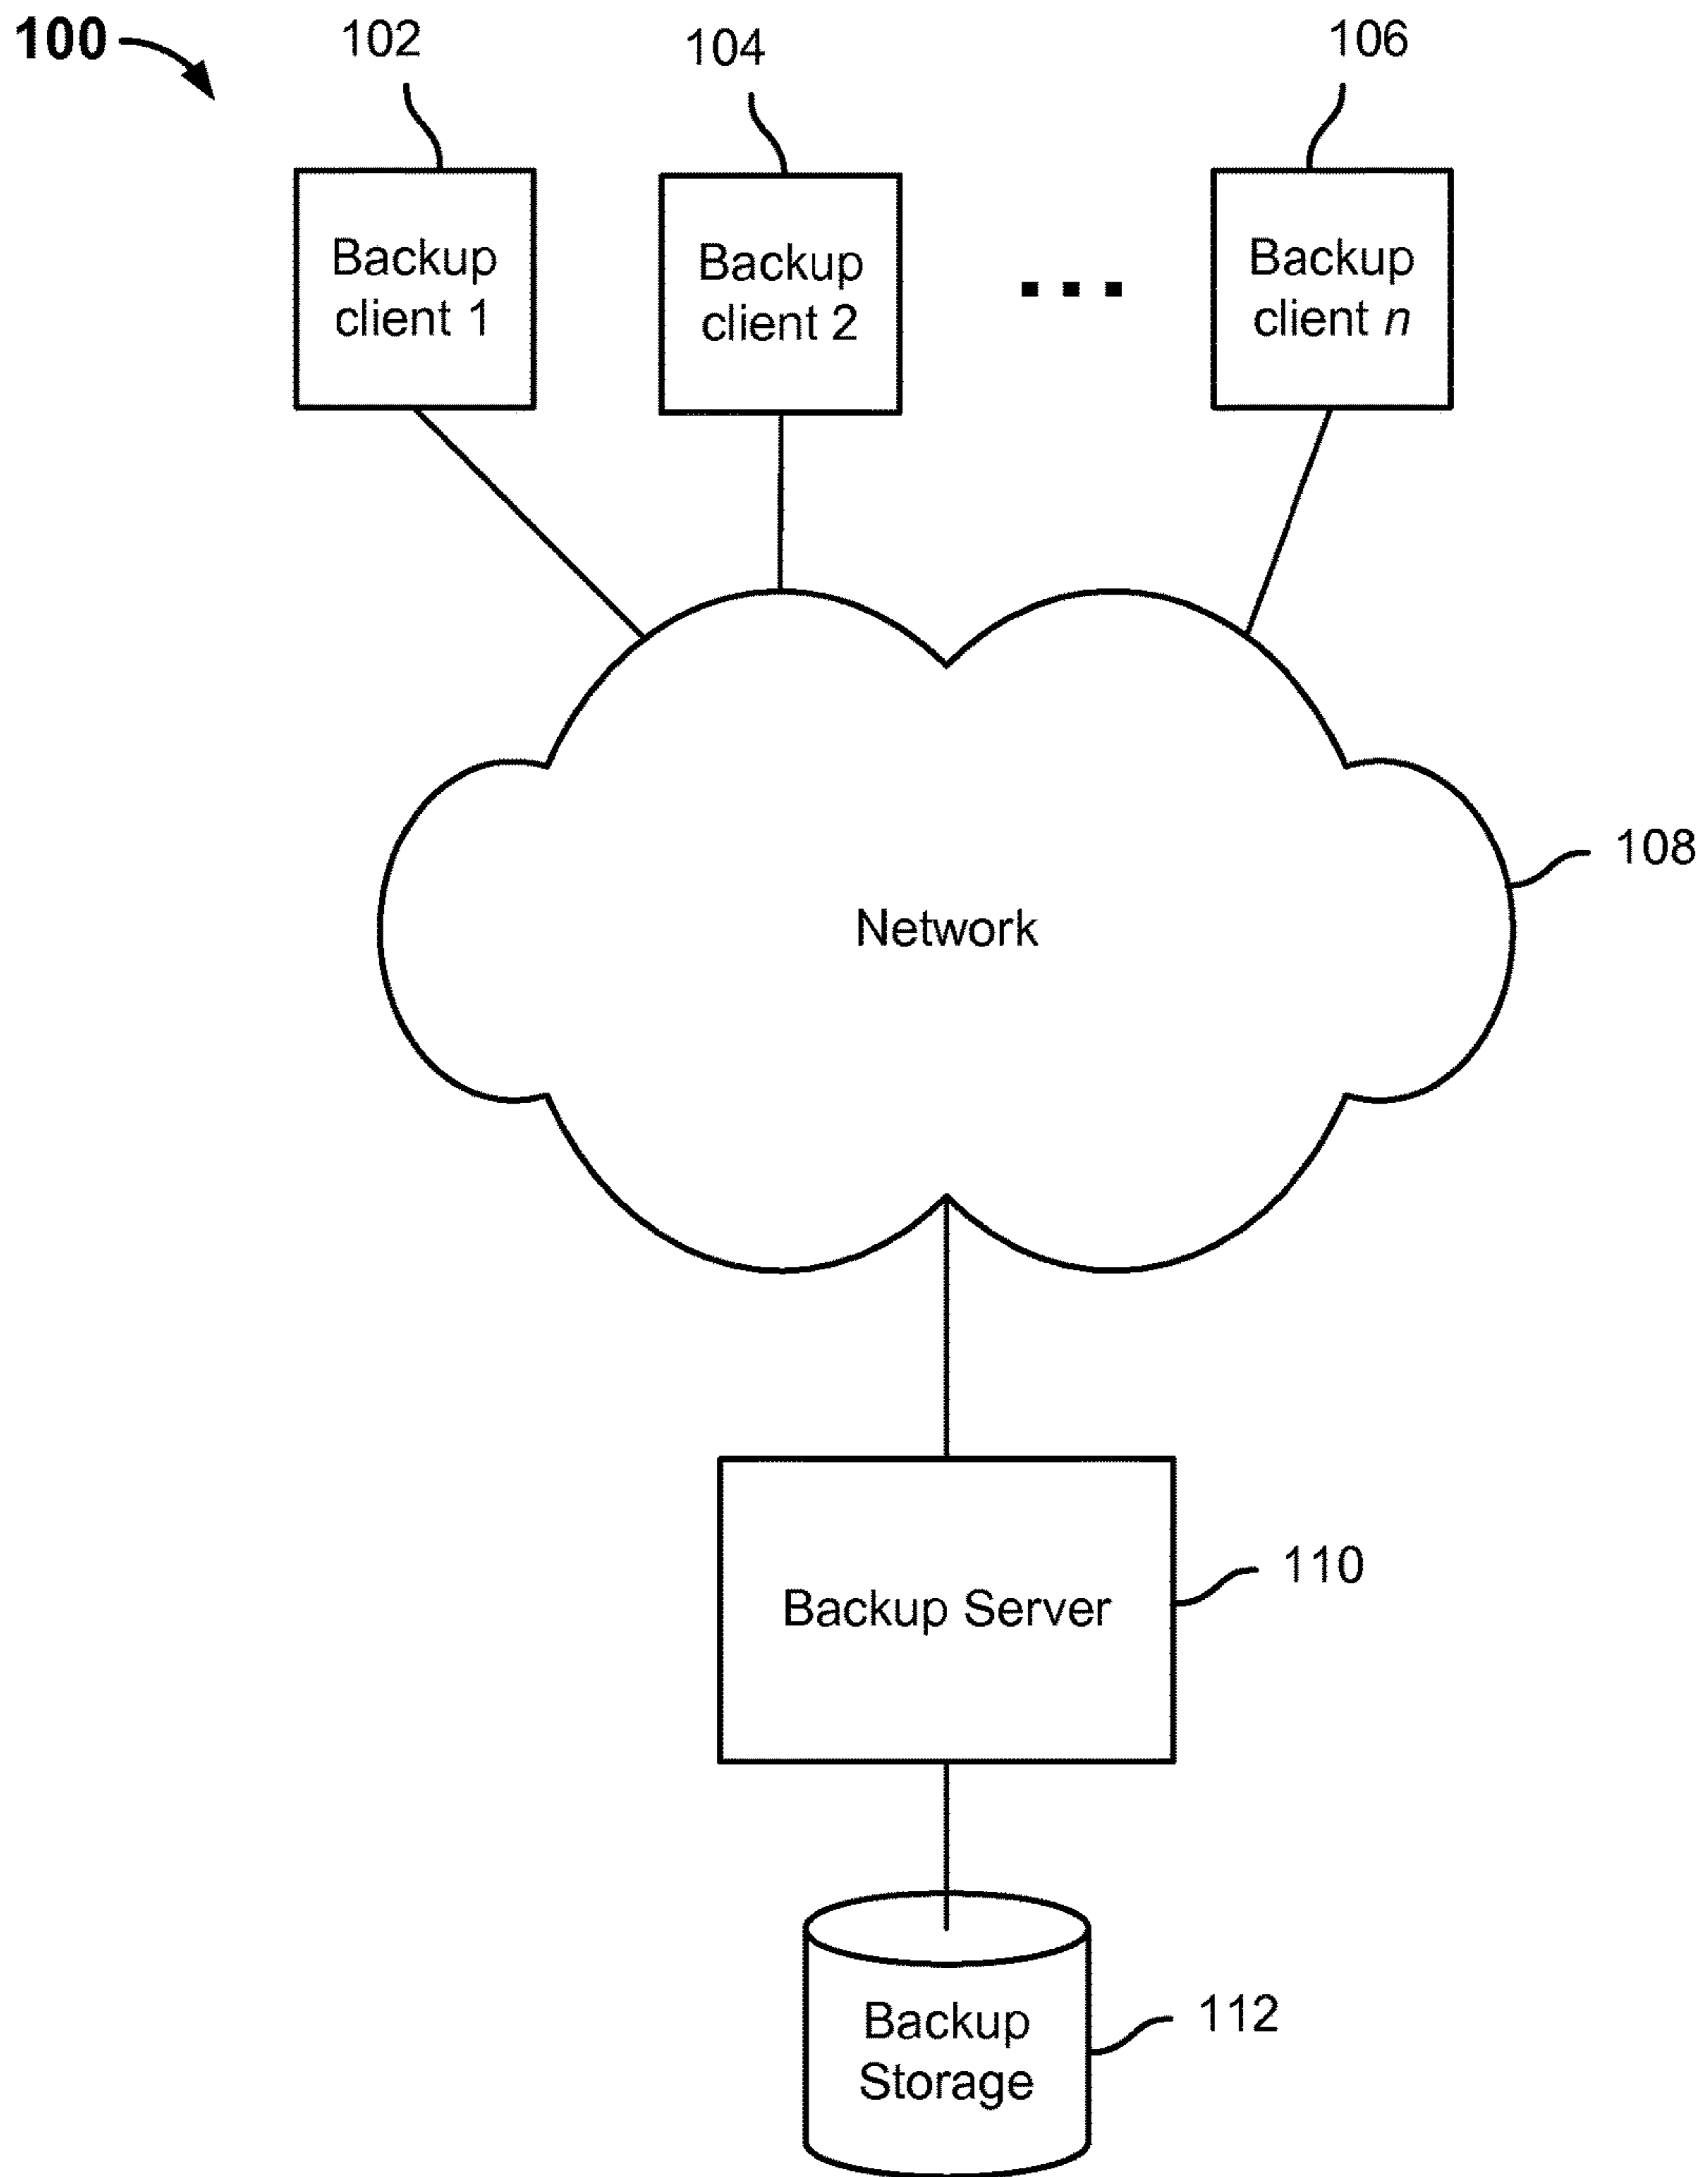 100
102
104
106
Backup
client 1
Backup
client 2
Backup
client n
108
Network
110
Backup Server
112
Backup
Storage